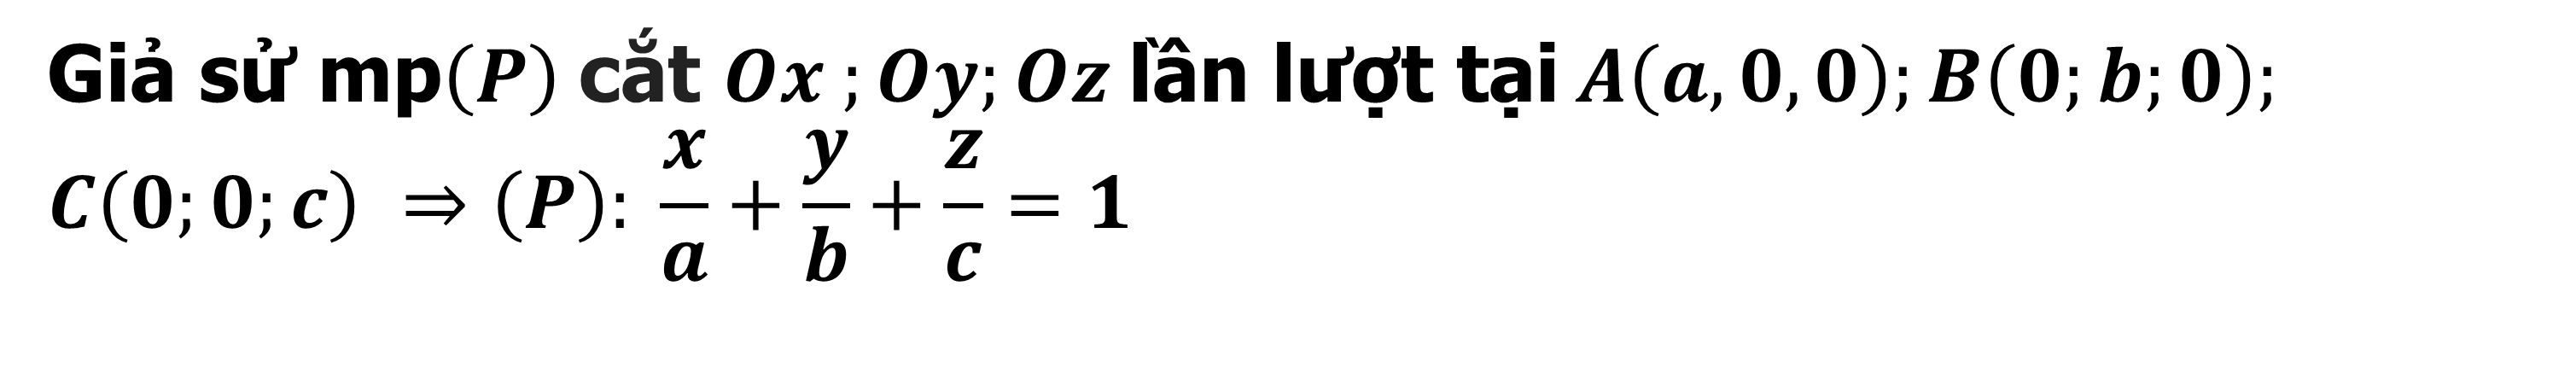 Giả sử mp(P) cắt Ox ; Oy; Oz lần lượt tại A(a, 0, 0); B(0; b; 0);
C(0; 0; c) ⇒ (P): x/a + y/b + z/c = 1